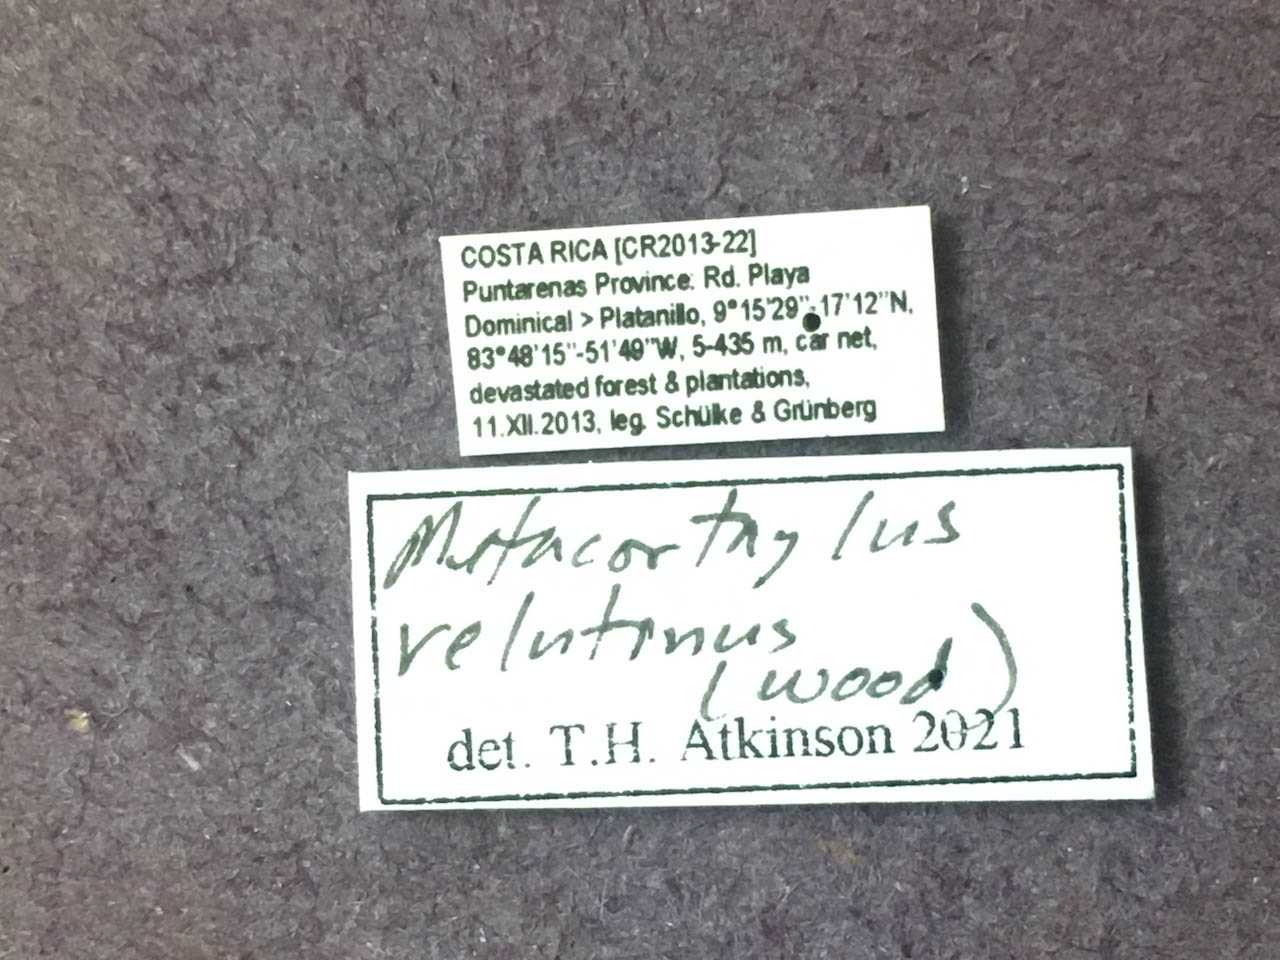 COSTA RICA [CR2013-22]
Puntarenas Province: Rd. Playa
Dominical > Platanillo, 9°15'29"-17'12"N,
83°48'15"-51'49"W, 5-435 m, car net,
devastated forest & plantations,
11.XII.2013, leg. Schülke & Grünberg
Metacorthylus
velutinus
(wood)
det. T.H. Atkinson 2021